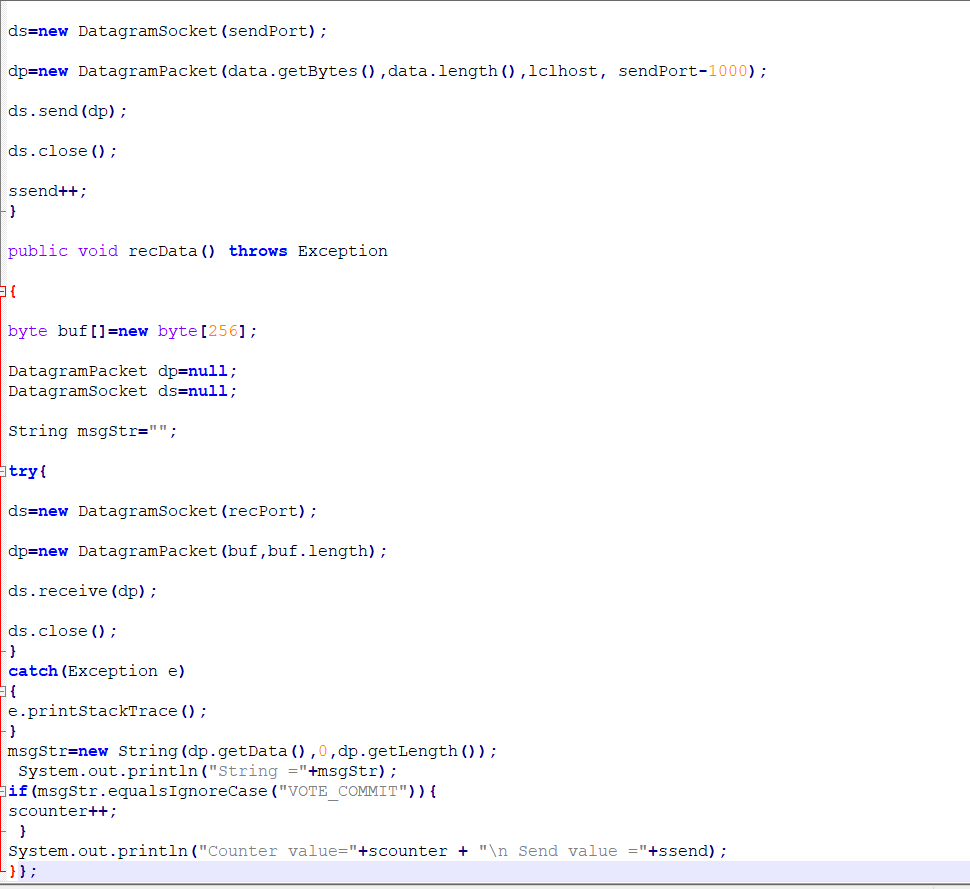 ds=new DatagramSocket(sendPort);
dp=new DatagramPacket(data.getBytes(),data.length(),lclhost, sendPort-1000);
ds.send(dp);
ds.close();
ssend++;
}
public void recData() throws Exception
{
byte buf[]=new byte[256];
DatagramPacket dp=null;
DatagramSocket ds=null;
String msgStr="";
try{
ds=new DatagramSocket(recPort);
dp=new DatagramPacket(buf,buf.length);
ds.receive(dp);
ds.close();
}
catch(Exception e)
{
e.printStackTrace();
}
msgStr=new String(dp.getData(),0,dp.getLength());
System.out.println("String ="+msgStr);
if(msgStr.equalsIgnoreCase("VOTE_COMMIT")){
scounter++;
}
System.out.println("Counter value="+scounter + "\n Send value ="+ssend);
}};